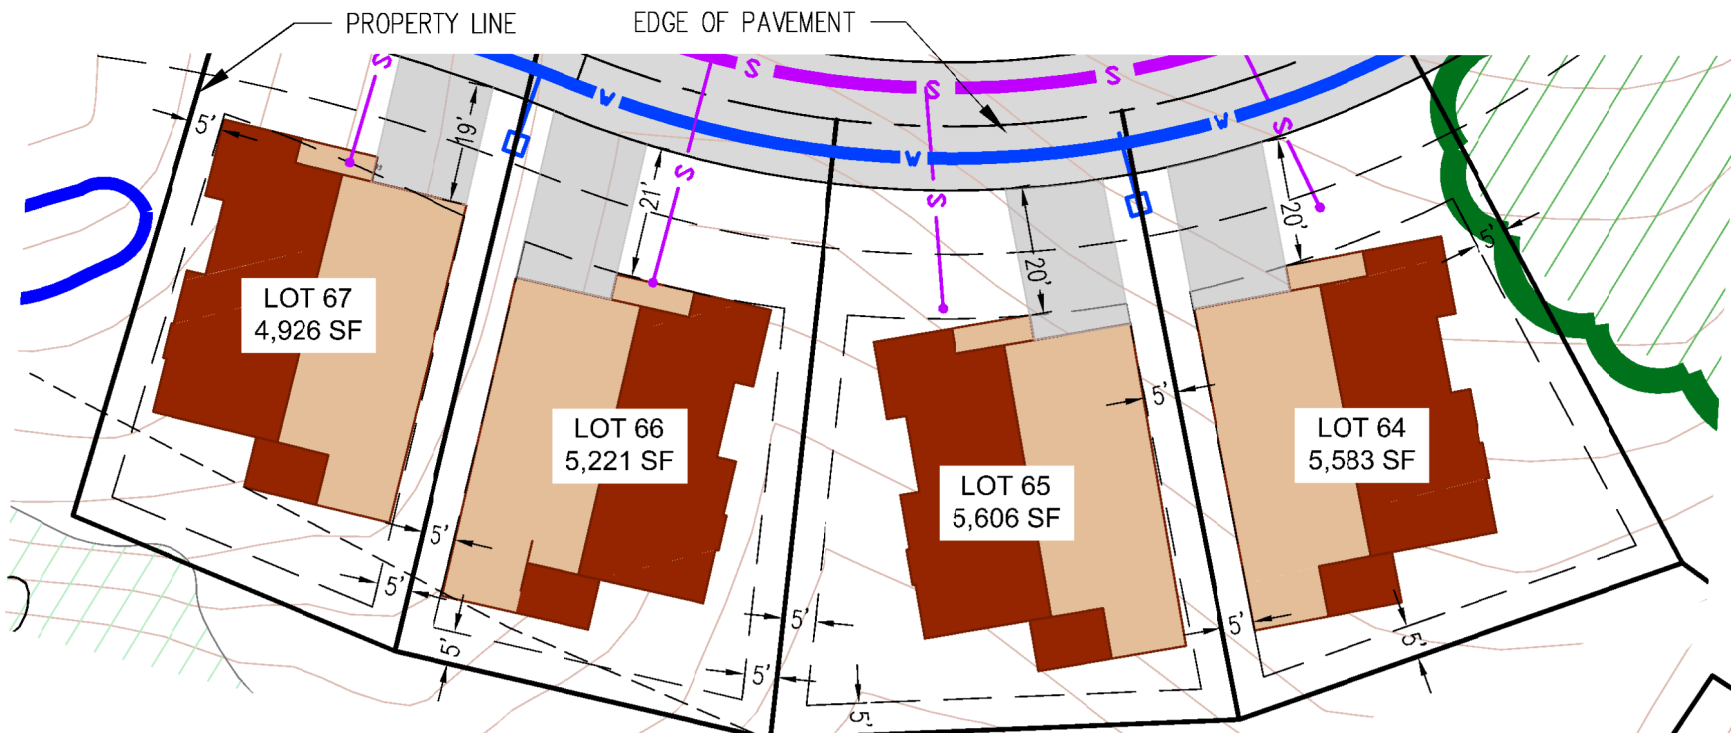 PROPERTY LINE
EDGE OF PAVEMENT
S
S
S
S
W
W
W
S
S
S
5'
19'
21'
20'
20'
5'
LOT 67
4,926 SF
LOT 66
5,221 SF
LOT 65
5,606 SF
LOT 64
5,583 SF
5'
5'
5'
5'
5'
5'
5'
5'
5'
5'